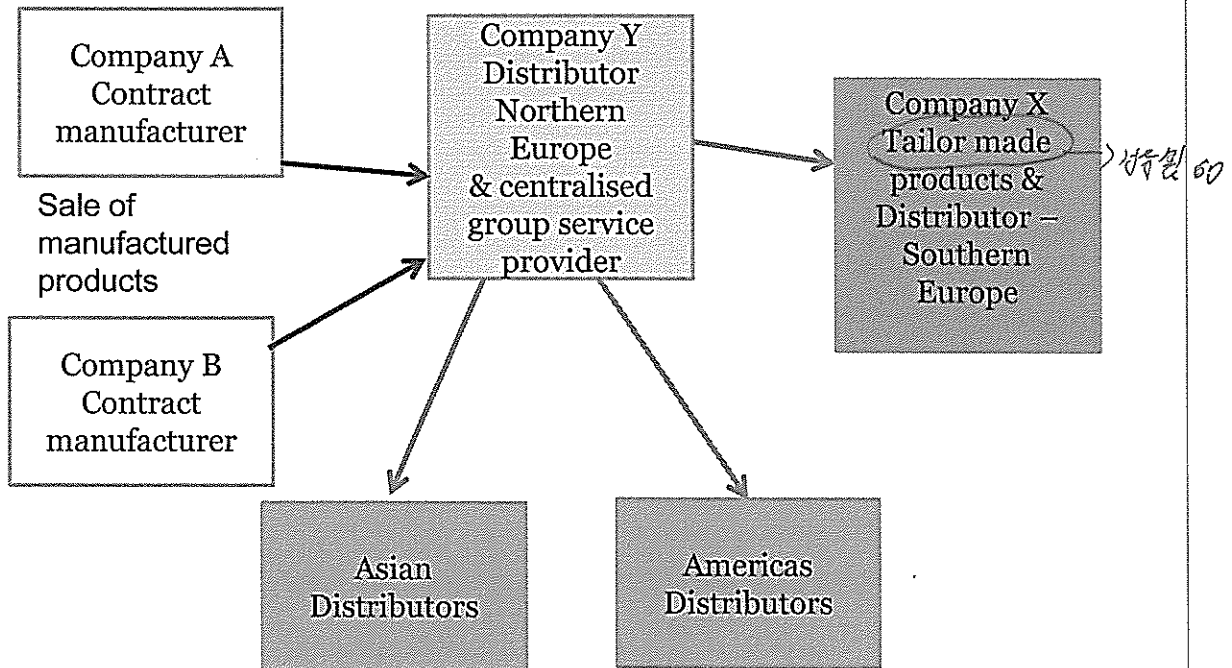 Company A
Contract
manufacturer
Sale of
manufactured
products
Company B
Contract
manufacturer
Company Y
Distributor
Northern
Europe
& centralised
group service
provider
Company X
Tailor made
products &
Distributor –
Southern
Europe
60
Asian
Distributors
Americas
Distributors